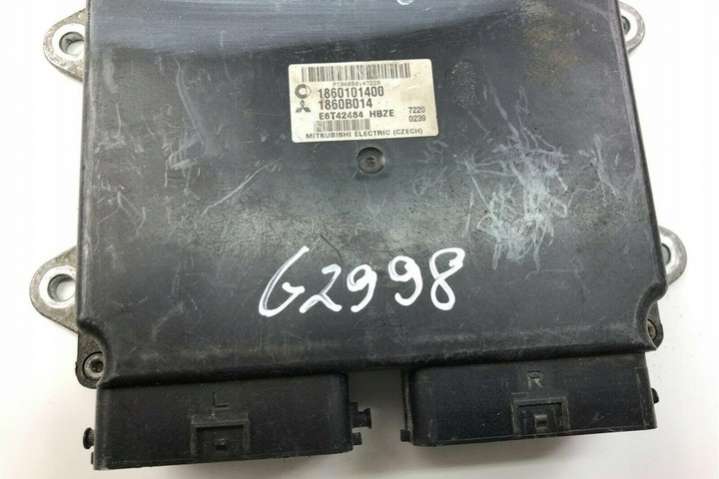 1860101400
1860B014
E6T42484 HBZE 7220
0239
MITSUBISHI ELECTRIC (CZECH)
G2998
L R